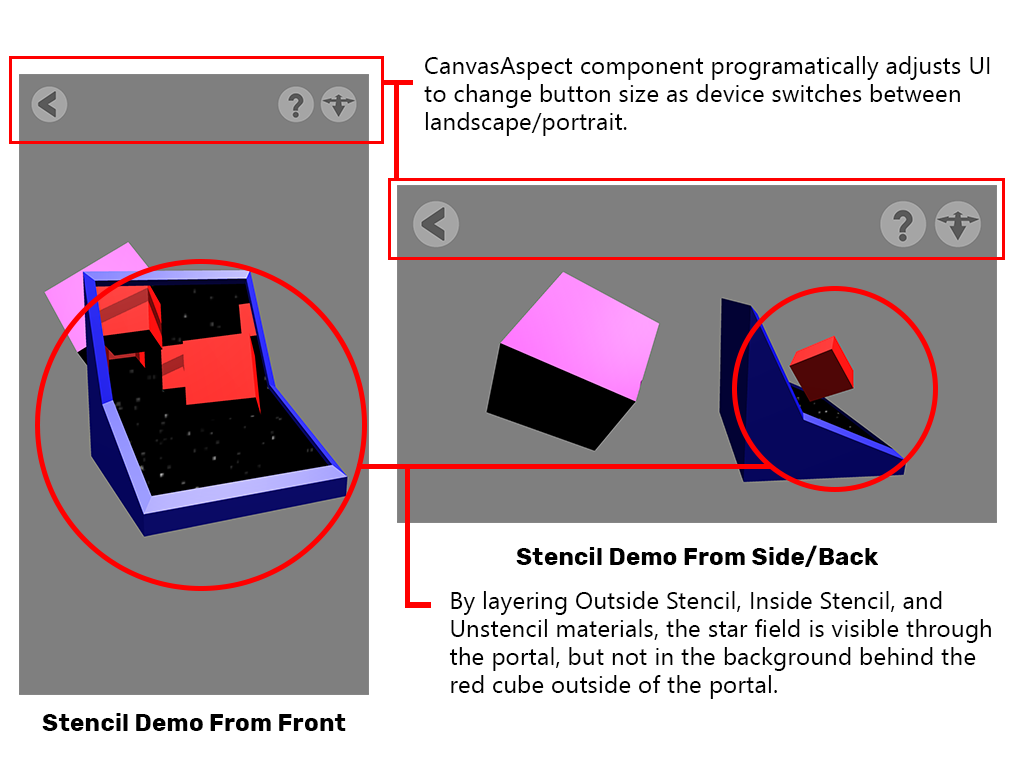 CanvasAspect component programatically adjusts UI
to change button size as device switches between
landscape/portrait.
?
?
Stencil Demo From Side/Back
By layering Outside Stencil, Inside Stencil, and
Unstencil materials, the star field is visible through
the portal, but not in the background behind the
red cube outside of the portal.
Stencil Demo From Front